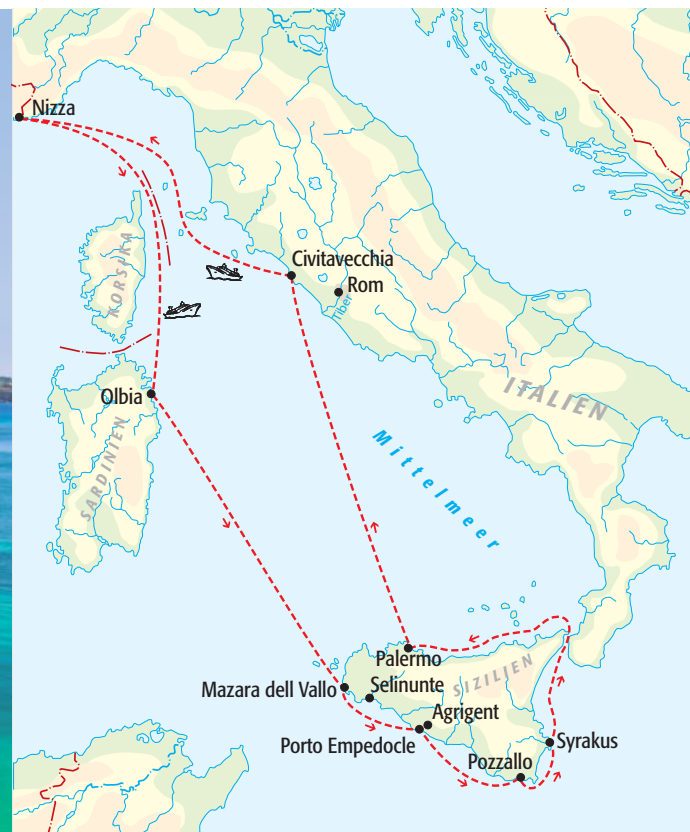 Nizza
KORSIKA
Civitavecchia
Rom
Tiber
Olbia
ITALIEN
SARDINIEN
Mittelmeer
Palermo
SIZILIEN
Mazara dell Vallo
Selinunte
Agrigent
Porto Empedocle
Syrakus
Pozzallo